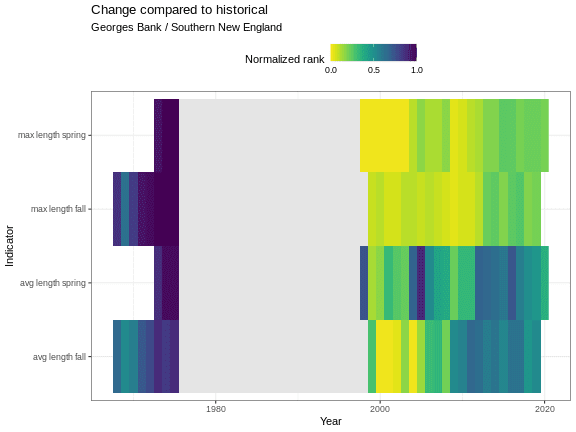 Change compared to historical
Georges Bank / Southern New England
Normalized rank
0.0 0.5 1.0
max length spring
max length fall
avg length spring
avg length fall
Indicator
1980 2000 2020
Year